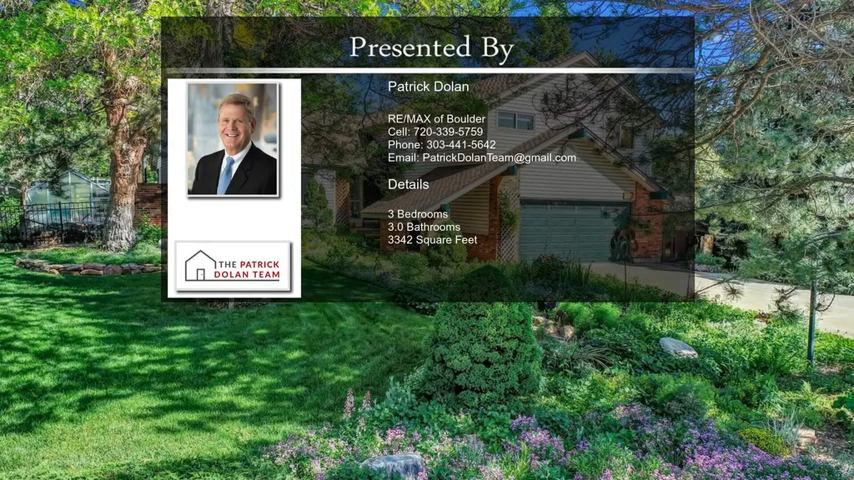 Presented By
Patrick Dolan
RE/MAX of Boulder
Cell: 720-339-5759
Phone: 303-441-5642
Email: PatrickDolanTeam@gmail.com
Details
3 Bedrooms
3.0 Bathrooms
3342 Square Feet
THE PATRICK
DOLAN TEAM